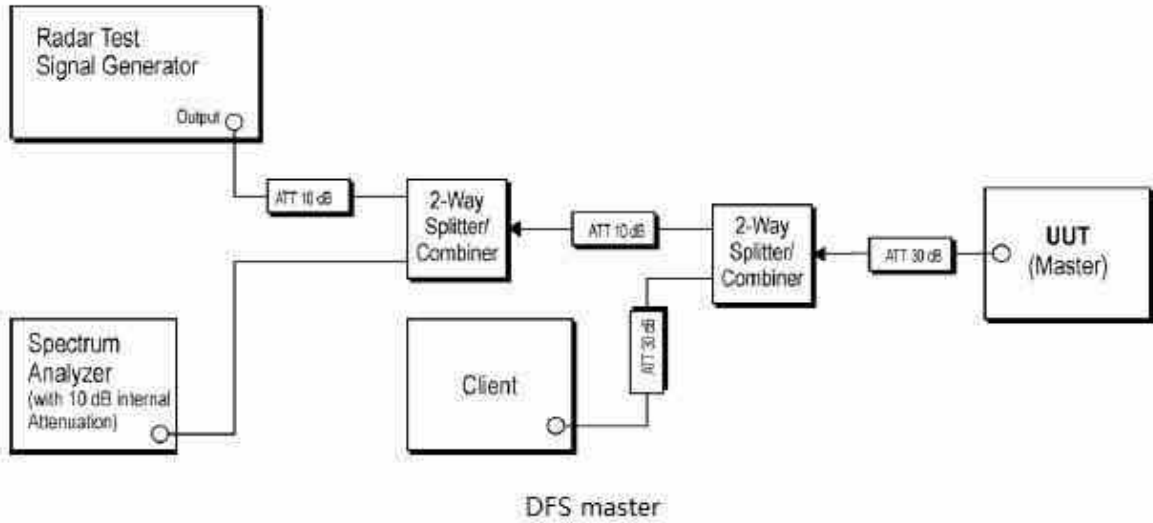 Radar Test
Signal Generator
Output
ATT 10 dB
2-Way
Splitter/
Combiner
ATT 10 dB
2-Way
Splitter/
Combiner
ATT 30 dB
UUT
(Master)
Spectrum
Analyzer
(with 10 dB internal
Attenuation)
Client
ATT 30 dB
DFS master